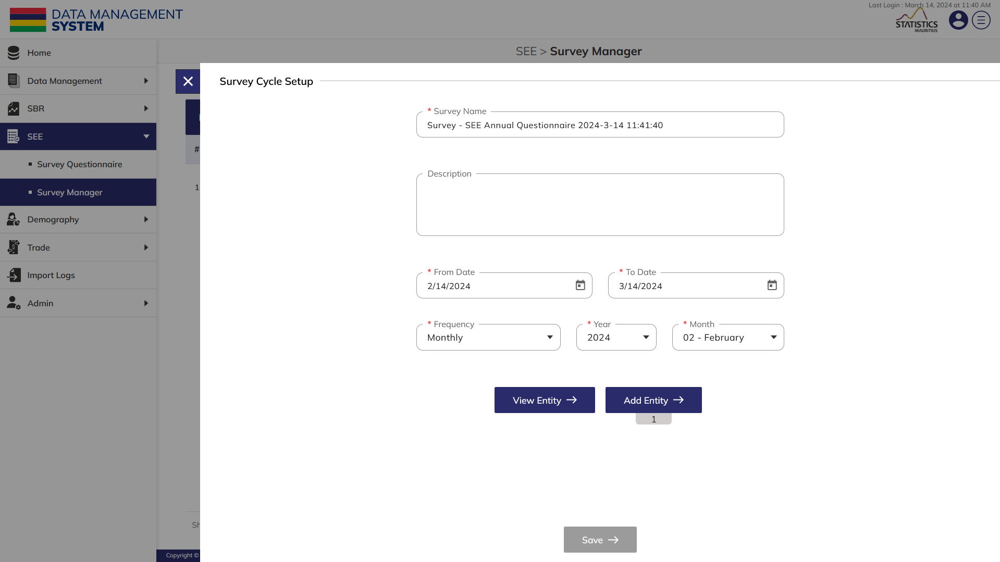 DATA MANAGEMENT
SYSTEM
Last Login : March 14, 2024 at 11:40 AM
STATISTICS
MAURITIUS
Home
Data Management
SBR
SEE
Survey Questionnaire
Survey Manager
Demography
Trade
Import Logs
Admin
SEE > Survey Manager
#
1
Sh
Copyright ©
Survey Cycle Setup
* Survey Name
Survey - SEE Annual Questionnaire 2024-3-14 11:41:40
Description
* From Date
2/14/2024
* To Date
3/14/2024
* Frequency
Monthly
* Year
2024
* Month
02 - February
View Entity
Add Entity
1
Save